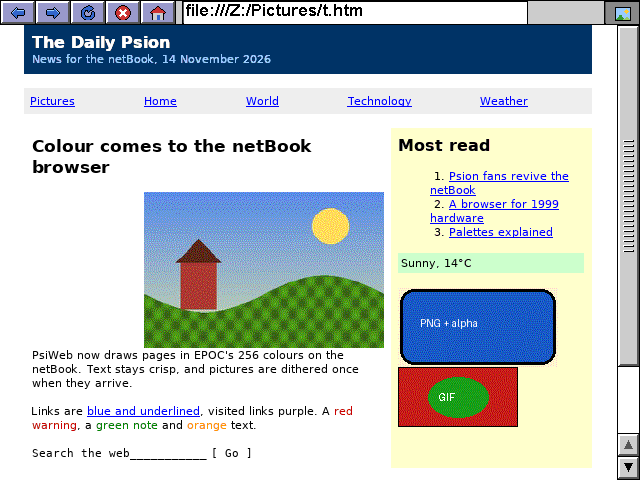 file:///Z:/Pictures/t.htm
The Daily Psion
News for the netBook, 14 November 2026
Pictures Home World Technology Weather
Colour comes to the netBook
browser
PsiWeb now draws pages in EPOC's 256 colours on the
netBook. Text stays crisp, and pictures are dithered once
when they arrive.
Links are blue and underlined, visited links purple. A red
warning, a green note and orange text.
Search the web___________ [ Go ]
Most read
1. Psion fans revive the
netBook
2. A browser for 1999
hardware
3. Palettes explained
Sunny, 14°C
PNG + alpha
GIF